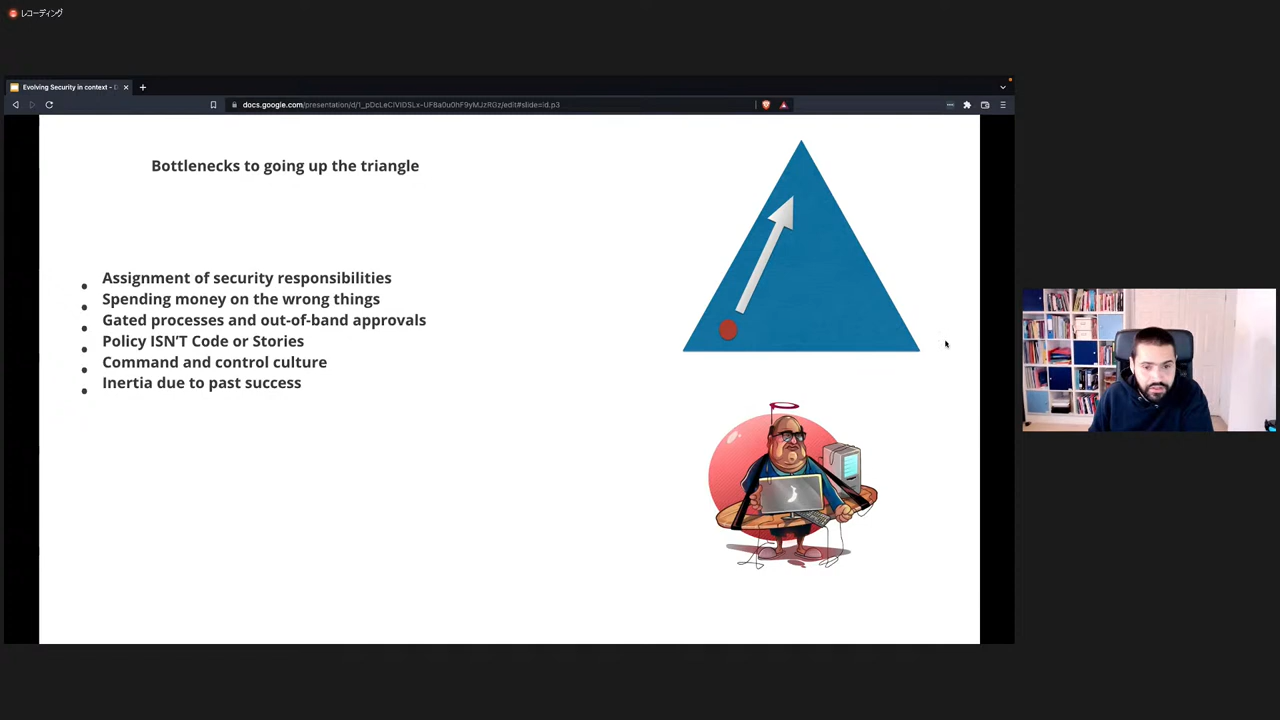 レコーディング
Evolving Security in context - D
docs.google.com/presentation/d/1_pDcLeCIVIDSLx-UF8a0u0hF9yMJzRGz/edit#slide=id.p3
Bottlenecks to going up the triangle
Assignment of security responsibilities
Spending money on the wrong things
Gated processes and out-of-band approvals
Policy ISN'T Code or Stories
Command and control culture
Inertia due to past success